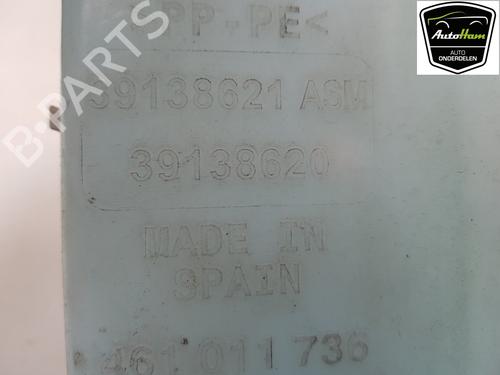 >PP-PE<
39138621 ASM
39138620
MADE IN
SPAIN
461 011 736
B-PARTS
AutoHam
AUTO
ONDERDELEN